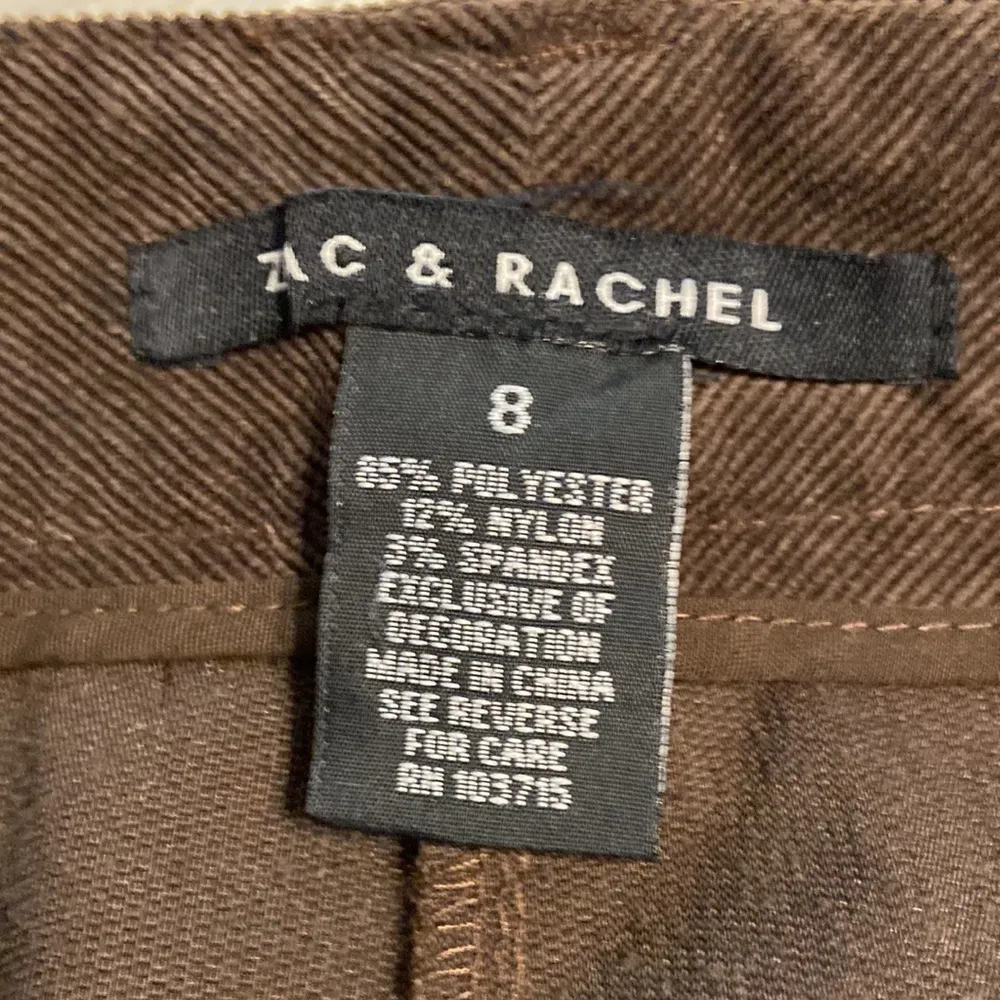 ZAC & RACHEL
8
85% POLYESTER
12% NYLON
3% SPANDEX
EXCLUSIVE OF
DECORATION
MADE IN CHINA
SEE REVERSE
FOR CARE
RN 103715